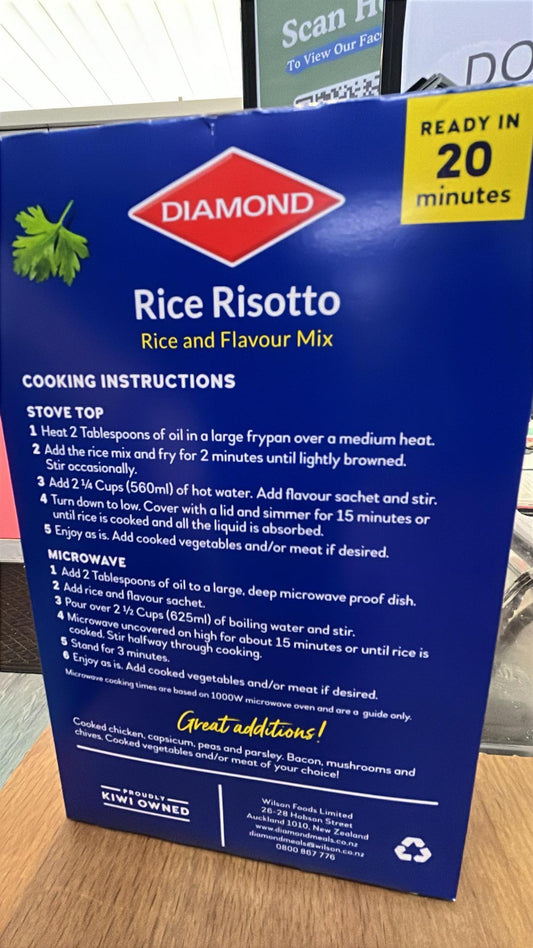 Scan H
To View Our Fac
DO
READY IN
20
minutes
DIAMOND
Rice Risotto
Rice and Flavour Mix
COOKING INSTRUCTIONS
STOVE TOP
1 Heat 2 Tablespoons of oil in a large frypan over a medium heat.
2 Add the rice mix and fry for 2 minutes until lightly browned.
Stir occasionally.
3 Add 2 ¼ Cups (560ml) of hot water. Add flavour sachet and stir.
4 Turn down to low. Cover with a lid and simmer for 15 minutes or
until rice is cooked and all the liquid is absorbed.
5 Enjoy as is. Add cooked vegetables and/or meat if desired.
MICROWAVE
1 Add 2 Tablespoons of oil to a large, deep microwave proof dish.
2 Add rice and flavour sachet.
3 Pour over 2 ½ Cups (625ml) of boiling water and stir.
4 Microwave uncovered on high for about 15 minutes or until rice is
cooked. Stir halfway through cooking.
5 Stand for 3 minutes.
6 Enjoy as is. Add cooked vegetables and/or meat if desired.
Microwave cooking times are based on 1000W microwave oven and are a guide only.
Great additions!
Cooked chicken, capsicum, peas and parsley. Bacon, mushrooms and
chives. Cooked vegetables and/or meat of your choice!
PROUDLY
KIWI OWNED
Wilson Foods Limited
26-28 Hobson Street
Auckland 1010, New Zealand
www.diamondmeals.co.nz
diamondmeals@wilson.co.nz
0800 867 776